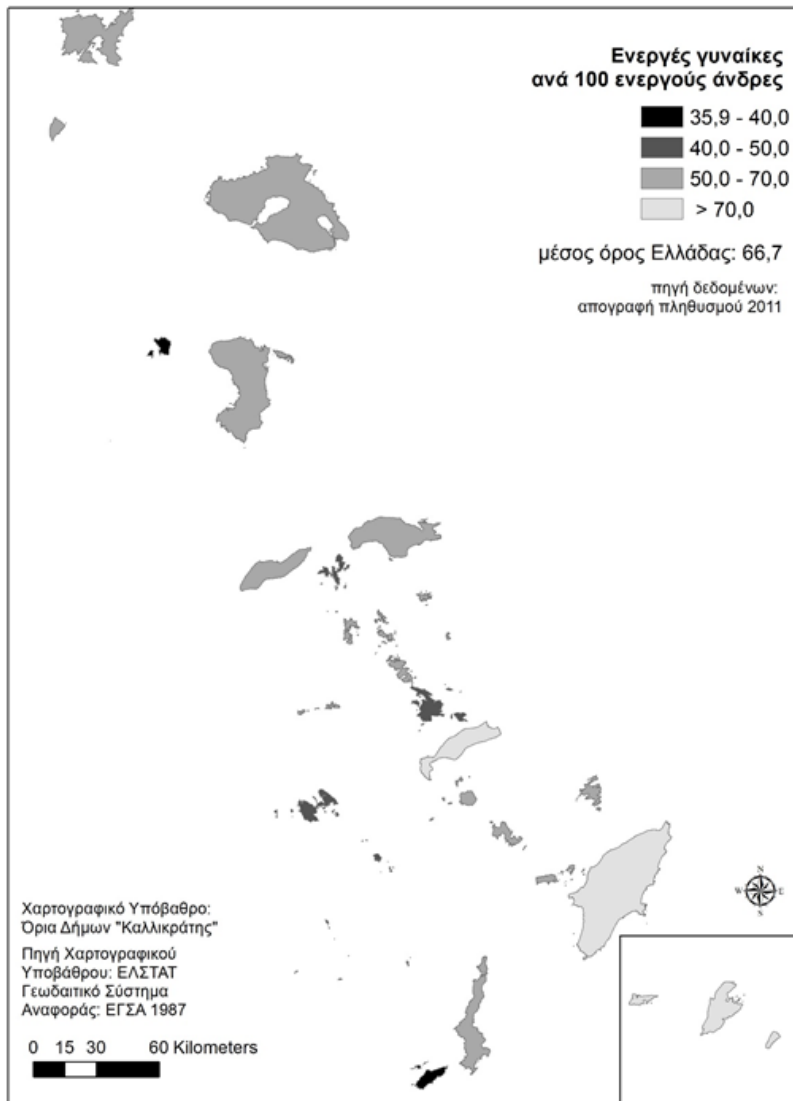 Ενεργές γυναίκες
ανά 100 ενεργούς άνδρες
35,9 - 40,0
40,0 - 50,0
50,0 - 70,0
> 70,0
μέσος όρος Ελλάδας: 66,7
πηγή δεδομένων:
απογραφή πληθυσμού 2011
N
W E
S
Χαρτογραφικό Υπόβαθρο:
Όρια Δήμων "Καλλικράτης"
Πηγή Χαρτογραφικού
Υποβάθρου: ΕΛΣΤΑΤ
Γεωδαιτικό Σύστημα
Αναφοράς: ΕΓΣΑ 1987
0 15 30 60 Kilometers